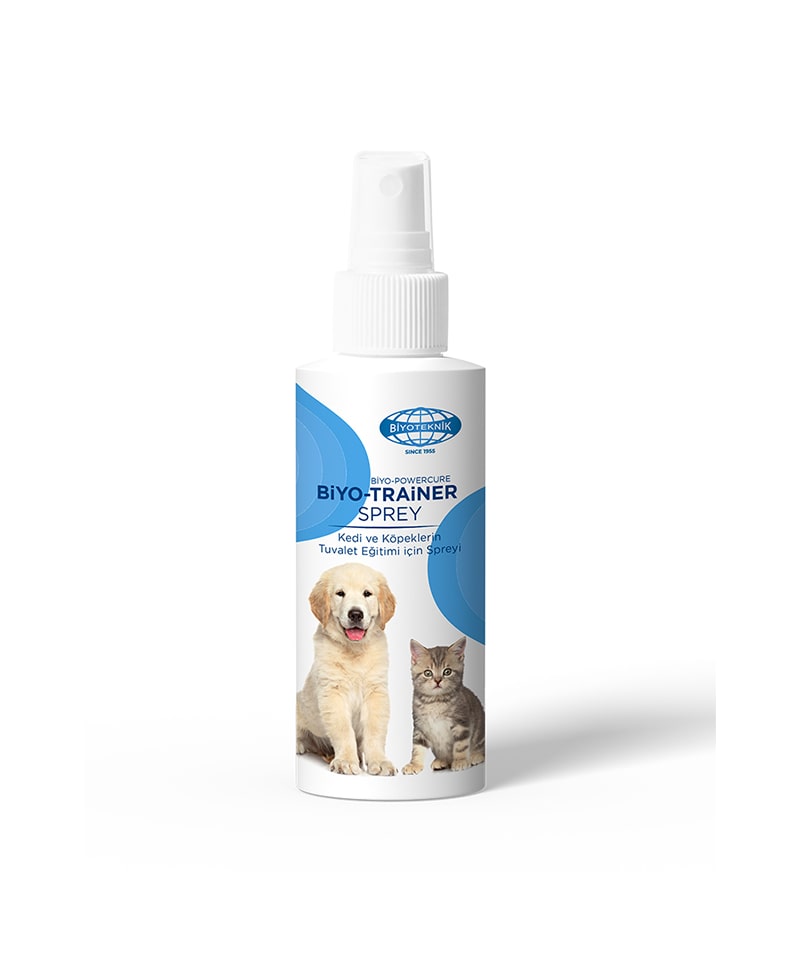 BİYOTEKNİK
SINCE 1955
BİYO-POWERCURE
BİYO-TRAİNER
SPREY
Kedi ve Köpeklerin
Tuvalet Eğitimi için Spreyi